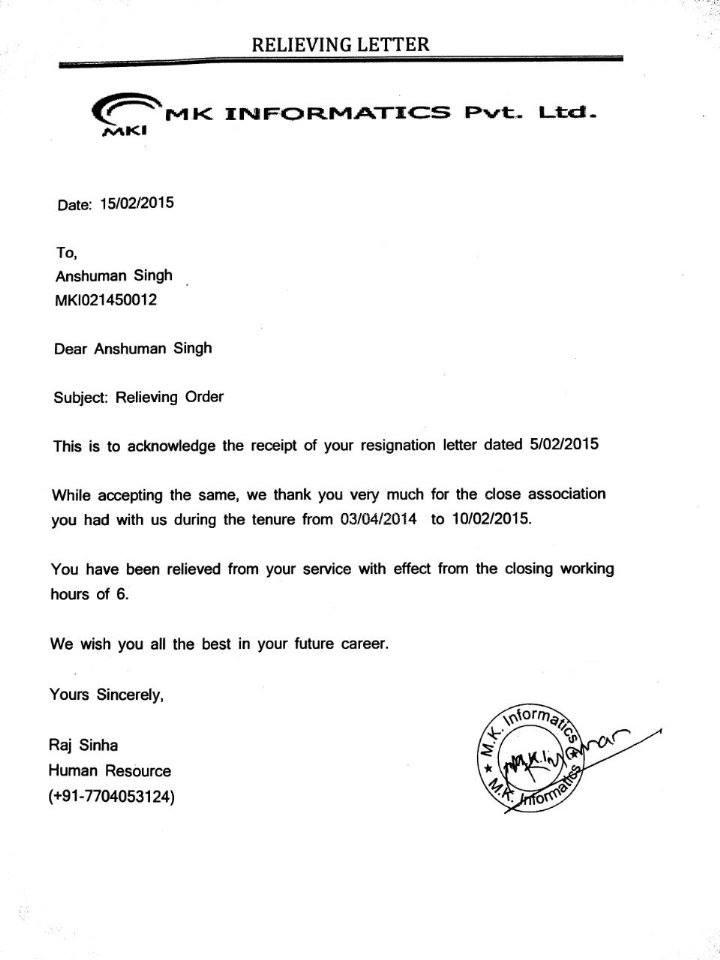 RELIEVING LETTER
MKI
MK INFORMATICS Pvt. Ltd.
Date: 15/02/2015
To,
Anshuman Singh
MKI021450012
Dear Anshuman Singh
Subject: Relieving Order
This is to acknowledge the receipt of your resignation letter dated 5/02/2015
While accepting the same, we thank you very much for the close association
you had with us during the tenure from 03/04/2014 to 10/02/2015.
You have been relieved from your service with effect from the closing working
hours of 6.
We wish you all the best in your future career.
Yours Sincerely,
Raj Sinha
Human Resource
(+91-7704053124)
M.K. Informatics
M.K. Informatics